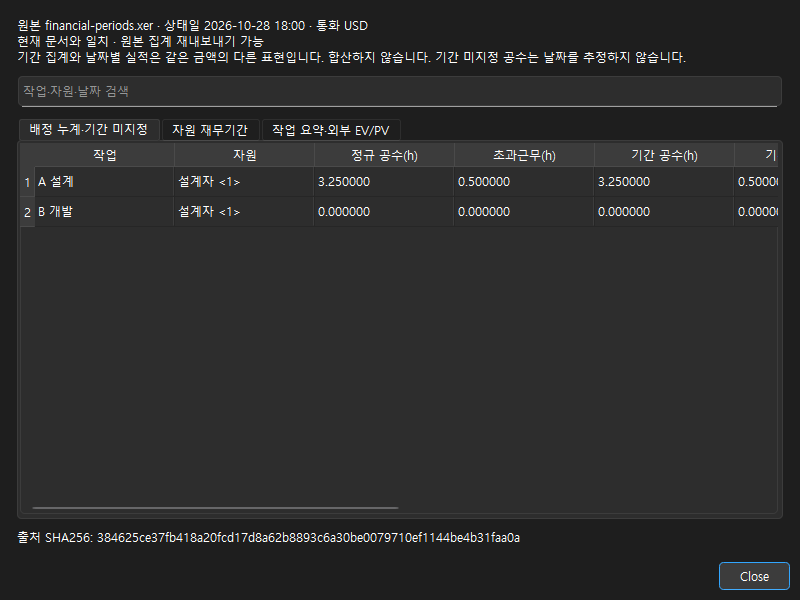 원본 financial-periods.xer · 상태일 2026-10-28 18:00 · 통화 USD
현재 문서와 일치 · 원본 집계 재내보내기 가능
기간 집계와 날짜별 실적은 같은 금액의 다른 표현입니다. 합산하지 않습니다. 기간 미지정 공수는 날짜를 추정하지 않습니다.
작업·자원·날짜 검색
배정 누계·기간 미지정 자원 재무기간 작업 요약·외부 EV/PV
작업 자원 정규 공수(h) 초과근무(h) 기간 공수(h) 기
1 A 설계 설계자 <1> 3.250000 0.500000 3.250000 0.5000
2 B 개발 설계자 <1> 0.000000 0.000000 0.000000 0.0000
출처 SHA256: 384625ce37fb418a20fcd17d8a62b8893c6a30be0079710ef1144be4b31faa0a
Close